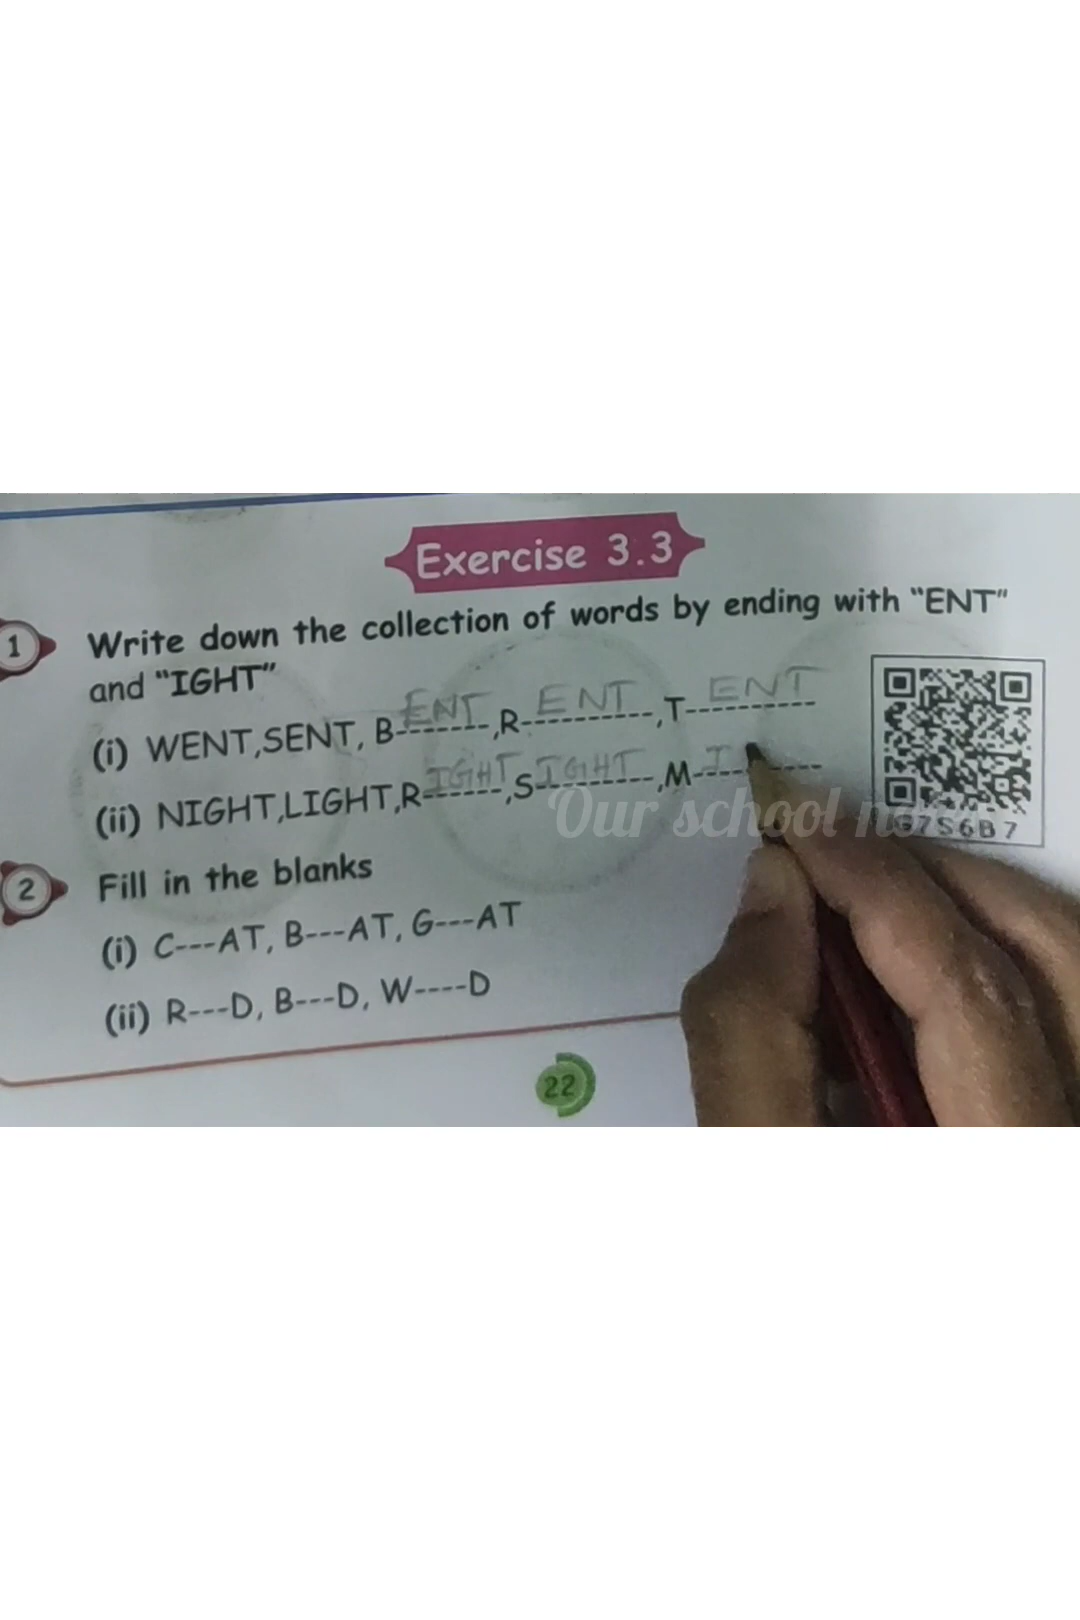 Exercise 3.3
1 Write down the collection of words by ending with "ENT"
and "IGHT"
(i) WENT,SENT, B ENT ,R ENT ,T ENT
(ii) NIGHT,LIGHT,R IGHT ,S IGHT ,M I
Our school
G7S6B7
2 Fill in the blanks
(i) C---AT, B---AT, G---AT
(ii) R---D, B---D, W----D
22